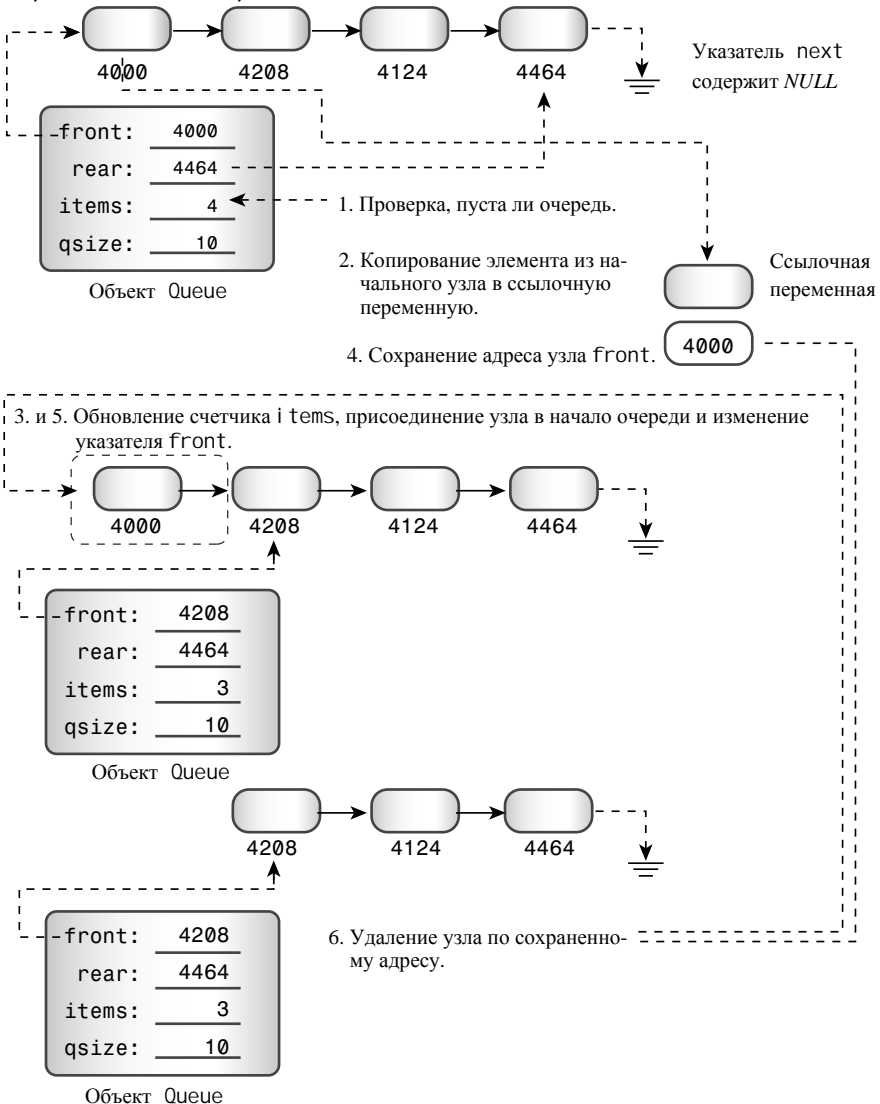 4000 4208 4124 4464
Указатель next
содержит NULL
front: 4000
rear: 4464
items: 4
qsize: 10
Объект Queue
1. Проверка, пуста ли очередь.
2. Копирование элемента из на-
чального узла в ссылочную
переменную.
Ссылочная
переменная
4. Сохранение адреса узла front.
4000
3. и 5. Обновление счетчика items, присоединение узла в начало очереди и изменение
указателя front.
4000 4208 4124 4464
front: 4208
rear: 4464
items: 3
qsize: 10
Объект Queue
4208 4124 4464
front: 4208
rear: 4464
items: 3
qsize: 10
6. Удаление узла по сохраненно-
му адресу.
Объект Queue